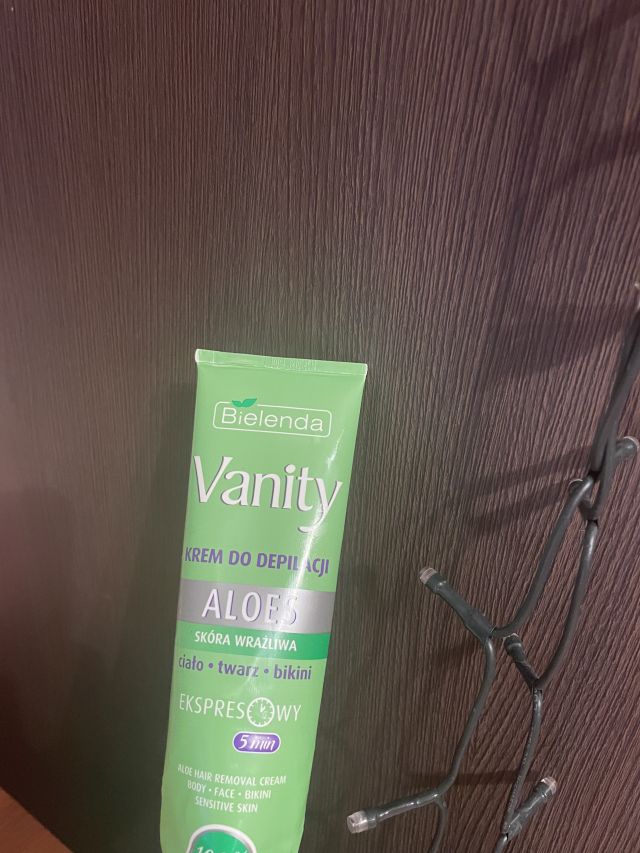 Bielenda
Vanity
KREM DO DEPILACJI
ALOES
SKÓRA WRAŻLIWA
ciało • twarz • bikini
EKSPRESOWY
5 min
ALOE HAIR REMOVAL CREAM
BODY • FACE • BIKINI
SENSITIVE SKIN